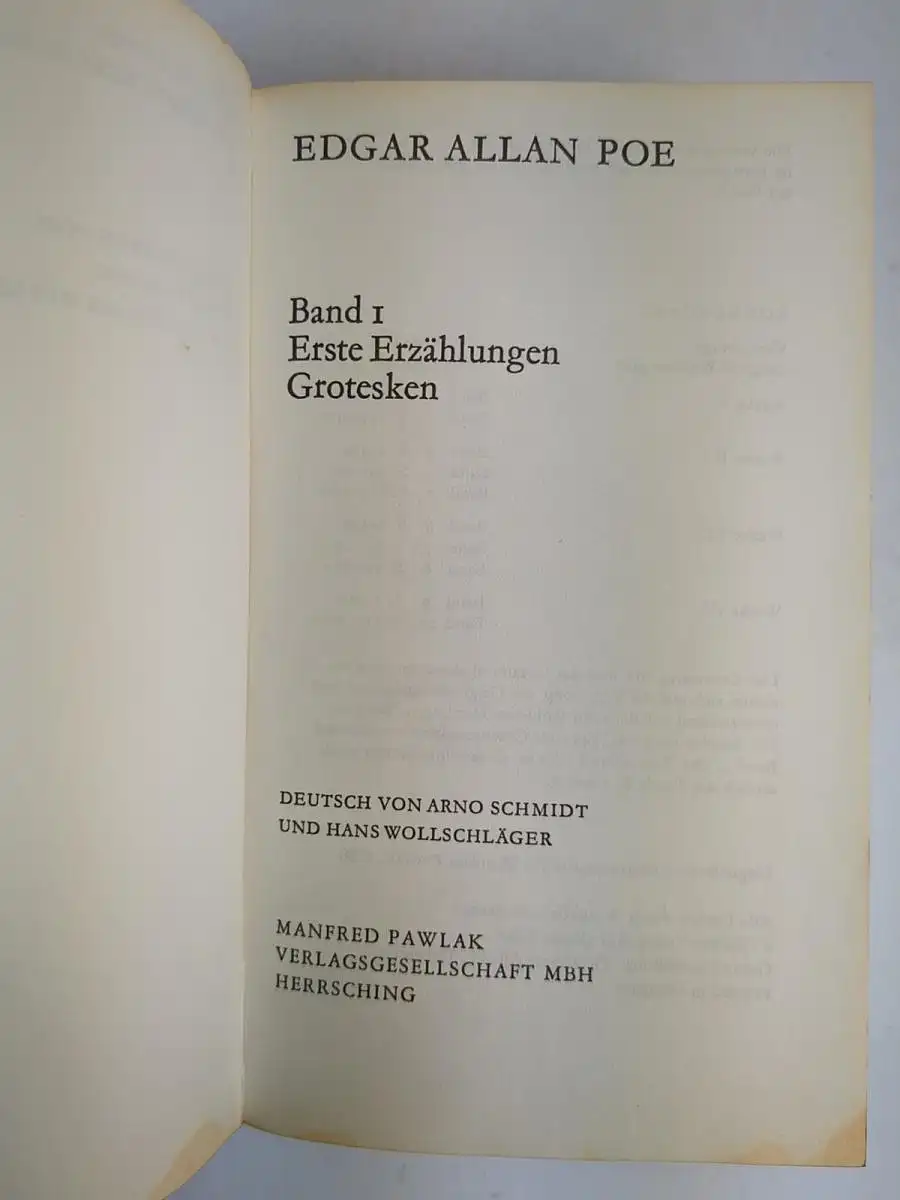 EDGAR ALLAN POE
Band 1
Erste Erzählungen
Grotesken
DEUTSCH VON ARNO SCHMIDT
UND HANS WOLLSCHLÄGER
MANFRED PAWLAK
VERLAGSGESELLSCHAFT MBH
HERRSCHING